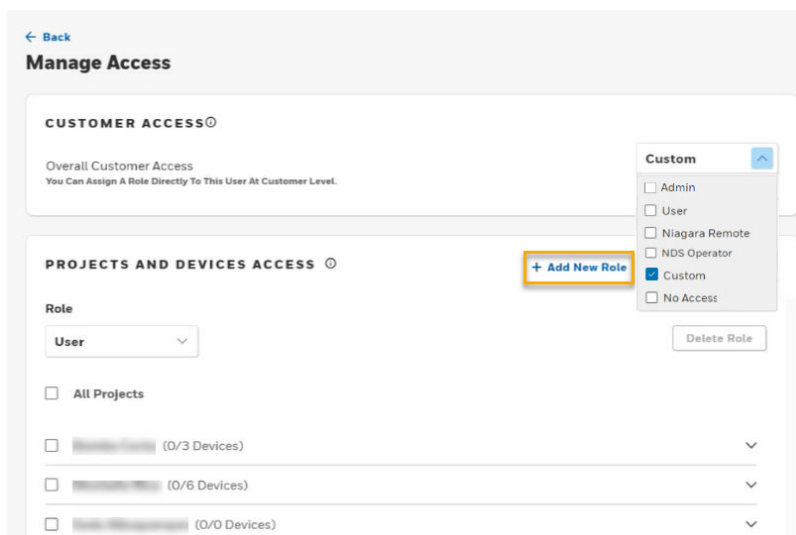 ← Back
Manage Access
CUSTOMER ACCESS
Overall Customer Access
You Can Assign A Role Directly To This User At Customer Level.
Custom
Admin
User
Niagara Remote
NDS Operator
Custom
No Access
PROJECTS AND DEVICES ACCESS
+ Add New Role
Role
User
Delete Role
All Projects
(0/3 Devices)
(0/6 Devices)
(0/0 Devices)